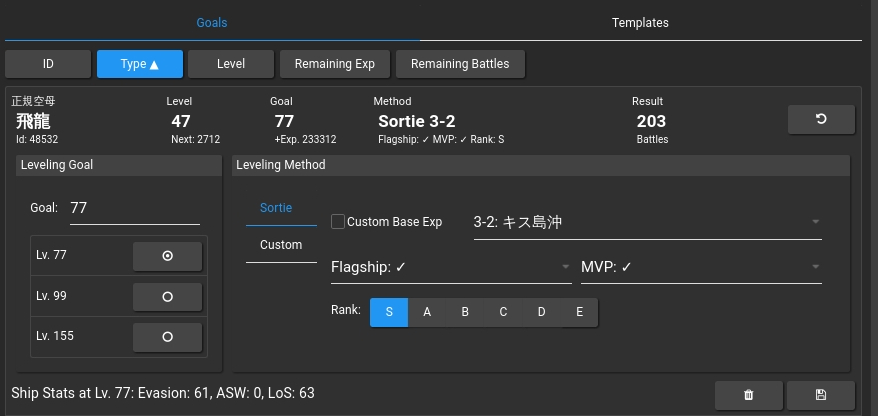 Goals Templates
ID Type ▲ Level Remaining Exp Remaining Battles
正規空母 Level Goal Method Result
飛龍 47 77 Sortie 3-2 203
Id: 48532 Next: 2712 +Exp. 233312 Flagship: ✓ MVP: ✓ Rank: S Battles
Leveling Goal Leveling Method
Goal: 77 Sortie Custom Base Exp 3-2: キス島沖
Custom
Lv. 77 Flagship: ✓ MVP: ✓
Lv. 99 Rank: S A B C D E
Lv. 155
Ship Stats at Lv. 77: Evasion: 61, ASW: 0, LoS: 63